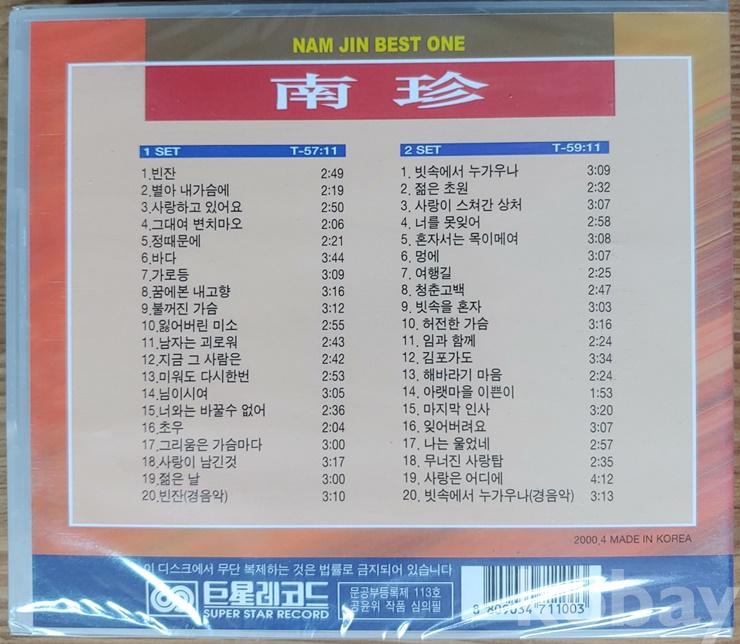 NAM JIN BEST ONE
南 珍
1 SET T-57:11
1.빈잔 2:49
2.별아 내가슴에 2:19
3.사랑하고 있어요 2:50
4.그대여 변치마오 2:06
5.정때문에 2:21
6.바다 3:44
7.가로등 3:09
8.꿈에본 내고향 3:16
9.불꺼진 가슴 3:12
10.잃어버린 미소 2:55
11.남자는 괴로워 2:43
12.지금 그 사람은 2:42
13.미워도 다시한번 2:53
14.님이시여 3:05
15.너와는 바꿀수 없어 2:36
16.초우 2:04
17.그리움은 가슴마다 3:00
18.사랑이 남긴것 3:17
19.젊은 날 3:00
20.빈잔(경음악) 3:10
2 SET T-59:11
1. 빗속에서 누가우나 3:09
2. 젊은 초원 2:32
3. 사랑이 스쳐간 상처 3:07
4. 너를 못잊어 2:58
5. 혼자서는 목이메여 3:08
6. 멍에 3:07
7. 여행길 2:25
8. 청춘고백 2:47
9. 빗속을 혼자 3:03
10. 허전한 가슴 3:16
11. 임과 함께 2:24
12. 김포가도 3:34
13. 해바라기 마음 2:24
14. 아랫마을 이쁜이 1:53
15. 마지막 인사 3:20
16. 잊어버려요 3:07
17. 나는 울었네 2:57
18. 무너진 사랑탑 2:35
19. 사랑은 어디에 4:12
20. 빗속에서 누가우나(경음악) 3:13
2000.4 MADE IN KOREA
이 디스크에서 무단 복제하는 것은 법률로 금지되어 있습니다
巨星레코드
SUPER STAR RECORD
문공부등록제 113호
공윤위 작품 심의필
8 809034 711003